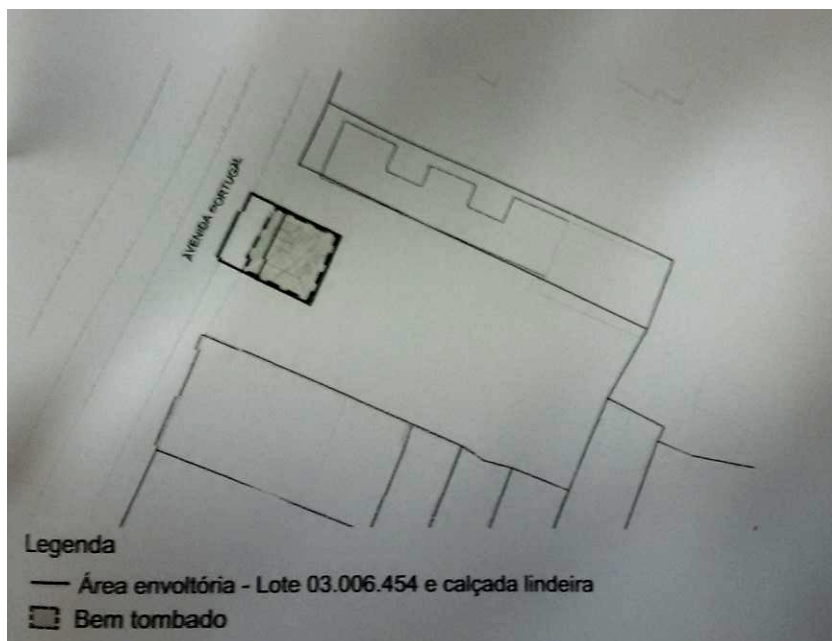 AVENIDA PORTUGAL
Legenda
Área envoltória - Lote 03.006.454 e calçada lindeira
Bem tombado